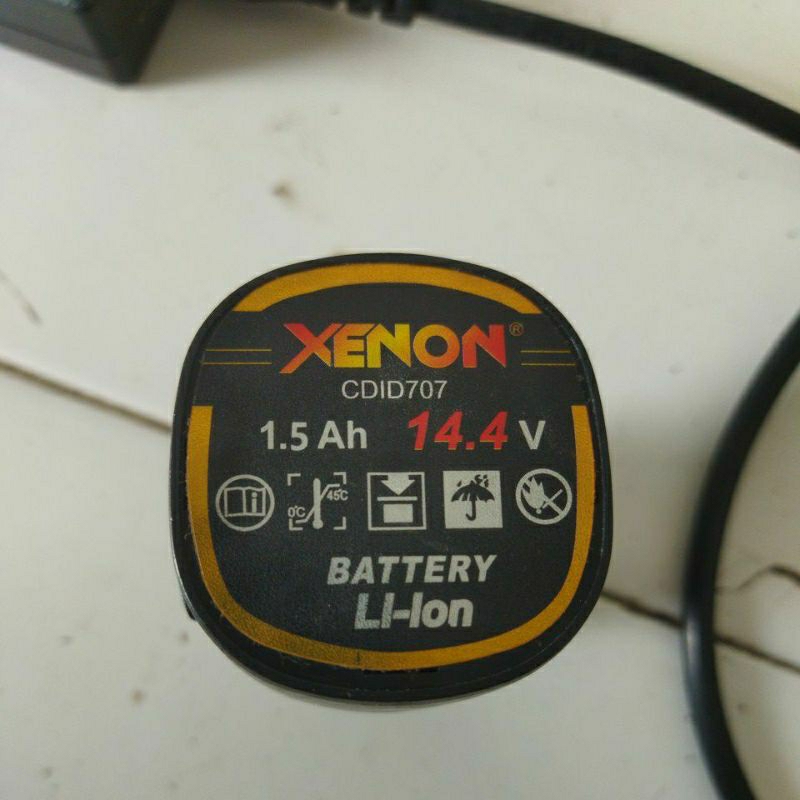 XENON®
CDID707
1.5 Ah 14.4 V
0°C 45°C
BATTERY
LI-Ion